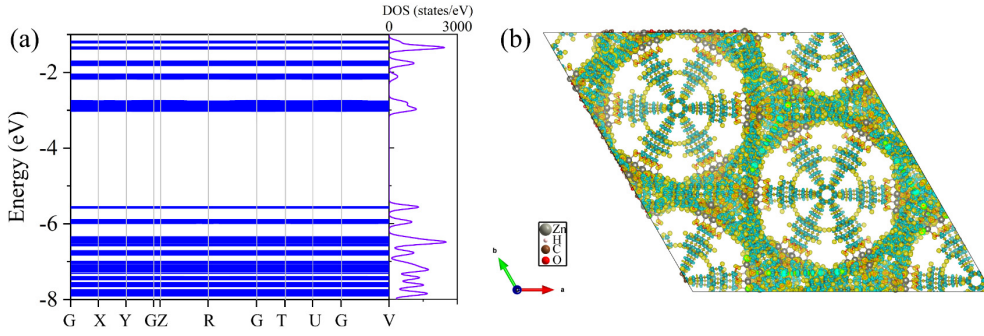 DOS (states/eV)
0 3000
(a)
(b)
-2
-4
-6
-8
Energy (eV)
G X Y GZ R G T U G V
Zn
H
C
O
b
a